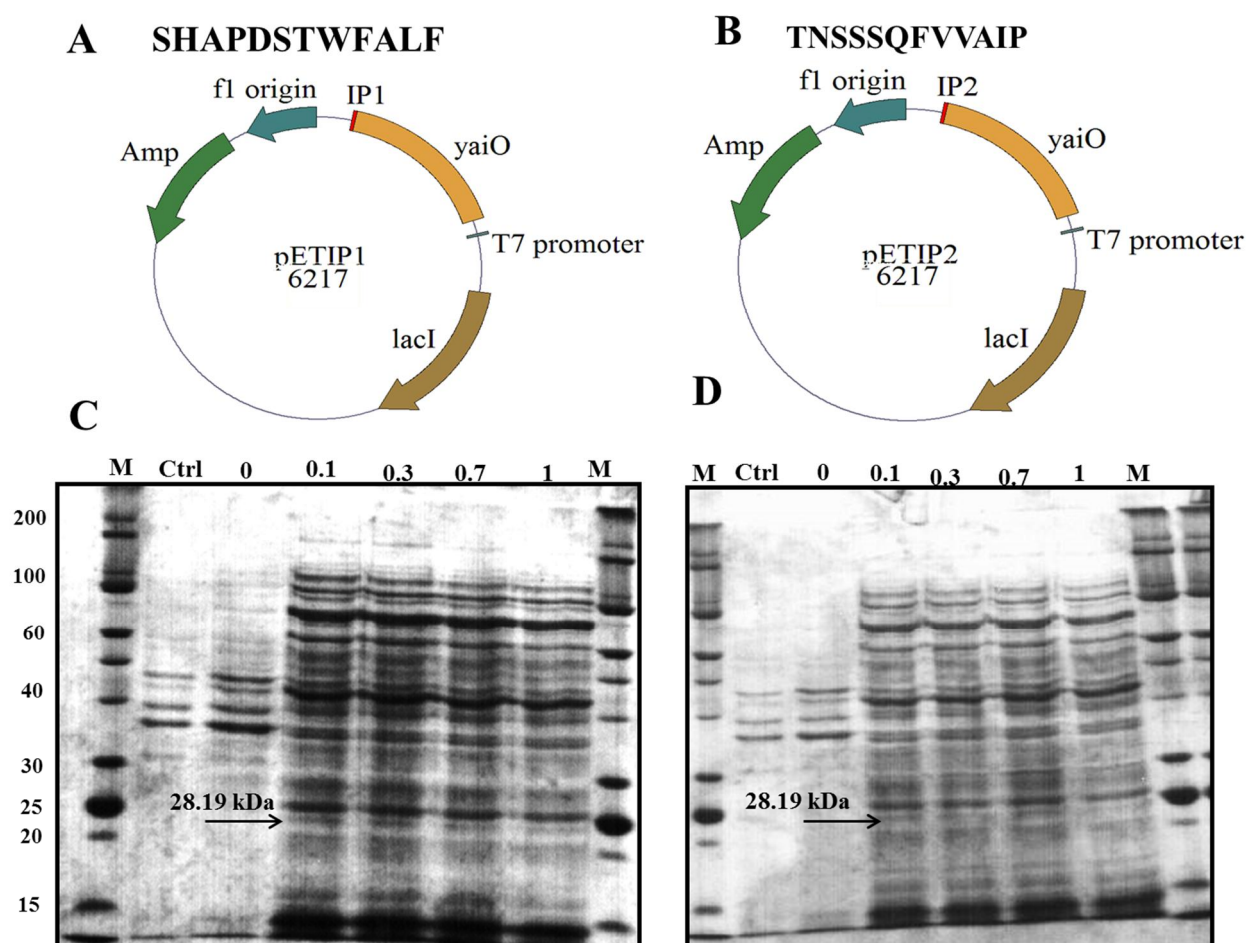 A SHAPDSTWFALF
f1 origin IP1
Amp yaiO
T7 promoter
pETIP1
6217
lacI
B TNSSSQFVVAIP
f1 origin IP2
Amp yaiO
T7 promoter
pETIP2
6217
lacI
C
M Ctrl 0 0.1 0.3 0.7 1 M
200
100
60
40
30
25
20
15
28.19 kDa
D
M Ctrl 0 0.1 0.3 0.7 1 M
28.19 kDa